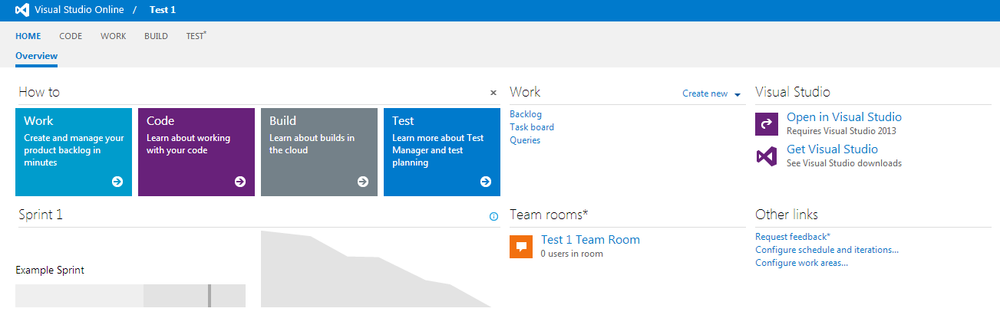 Visual Studio Online / Test 1
HOME CODE WORK BUILD TEST*
Overview
How to
Work
Create and manage your
product backlog in
minutes
Code
Learn about working
with your code
Build
Learn about builds in
the cloud
Test
Learn more about Test
Manager and test
planning
Work
Create new
Backlog
Task board
Queries
Visual Studio
Open in Visual Studio
Requires Visual Studio 2013
Get Visual Studio
See Visual Studio downloads
Sprint 1
Example Sprint
Team rooms*
Test 1 Team Room
0 users in room
Other links
Request feedback*
Configure schedule and iterations...
Configure work areas...